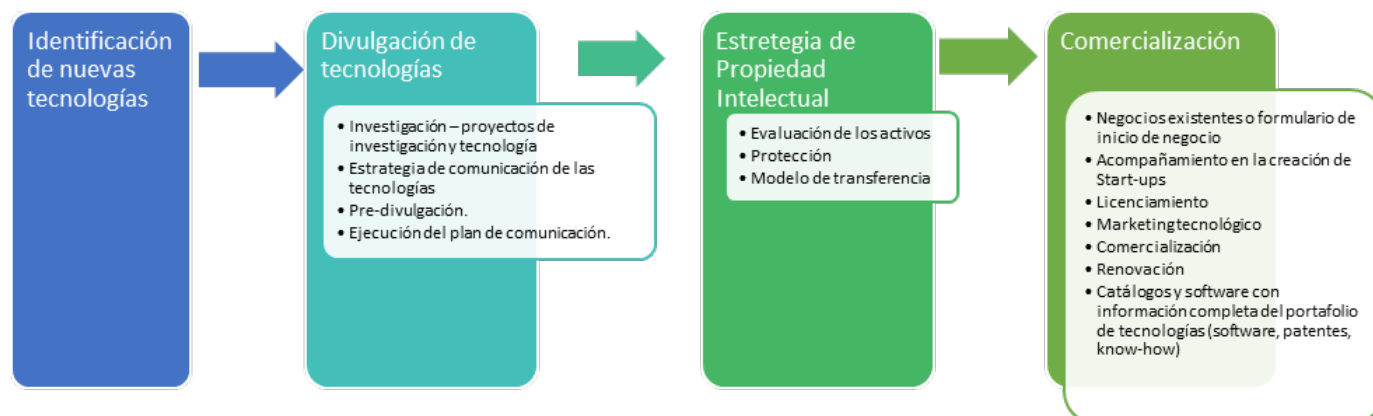 Identificación
de nuevas
tecnologías
Divulgación de
tecnologías
• Investigación – proyectos de
investigación y tecnología
• Estrategia de comunicación de las
tecnologías
• Pre-divulgación.
• Ejecución del plan de comunicación.
Estretegia de
Propiedad
Intelectual
• Evaluación de los activos
• Protección
• Modelo de transferencia
Comercialización
• Negocios existentes o formulario de
inicio de negocio
• Acompañamiento en la creación de
Start-ups
• Licenciamiento
• Marketing tecnológico
• Comercialización
• Renovación
• Catálogos y software con
información completa del portafolio
de tecnologías (software, patentes,
know-how)